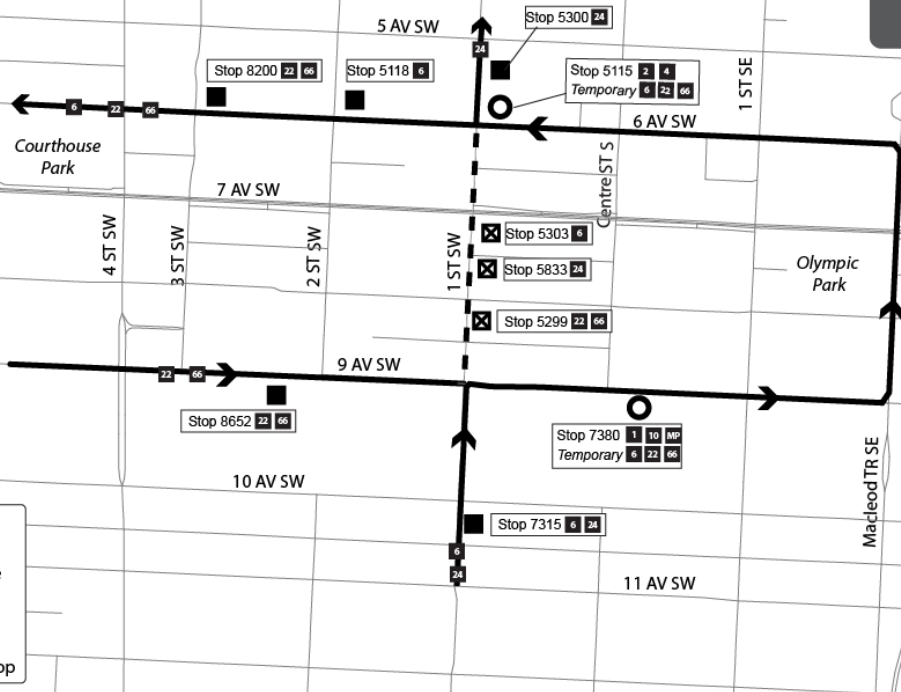 5 AV SW
Stop 5300 24
24
Stop 8200 22 66
Stop 5118 6
Stop 5115 2 4
Temporary 6 22 66
1 ST SE
6 22 66
6 AV SW
Courthouse
Park
Centre ST S
7 AV SW
4 ST SW
3 ST SW
2 ST SW
1 ST SW
Stop 5303 6
Stop 5833 24
Olympic
Park
Stop 5299 22 66
9 AV SW
22 66
Stop 8652 22 66
Stop 7380 1 10 MP
Temporary 6 22 66
Macleod TR SE
10 AV SW
Stop 7315 6 24
6
24
11 AV SW
op